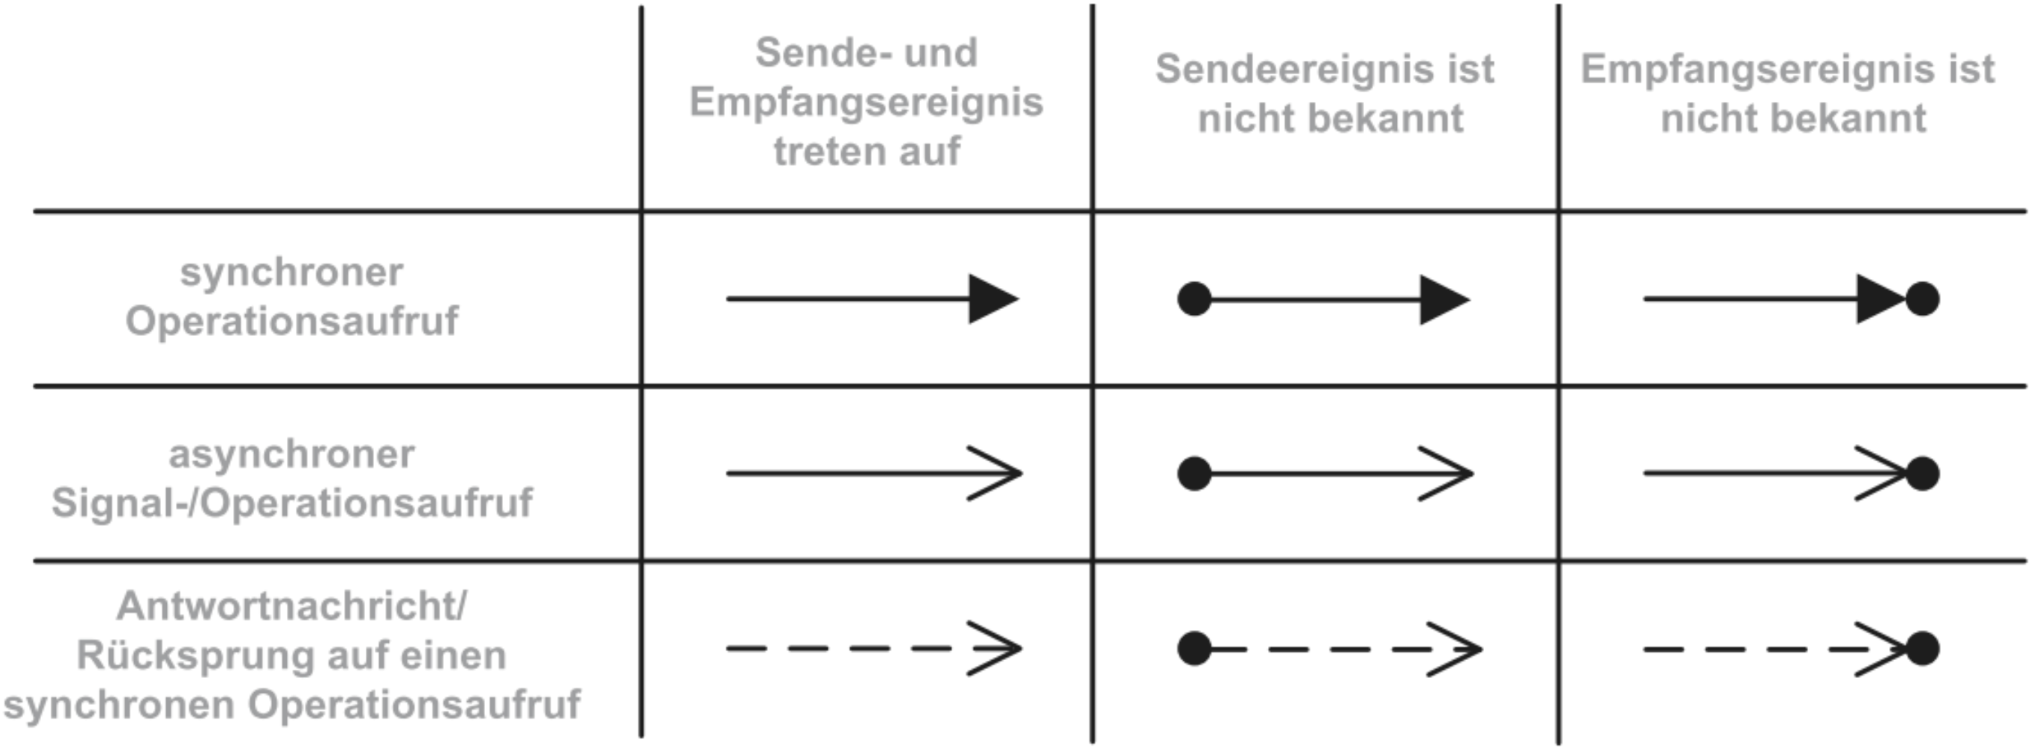 Sende- und
Empfangsereignis
treten auf
Sendeereignis ist
nicht bekannt
Empfangsereignis ist
nicht bekannt
synchroner
Operationsaufruf
asynchroner
Signal-/Operationsaufruf
Antwortnachricht/
Rücksprung auf einen
synchronen Operationsaufruf